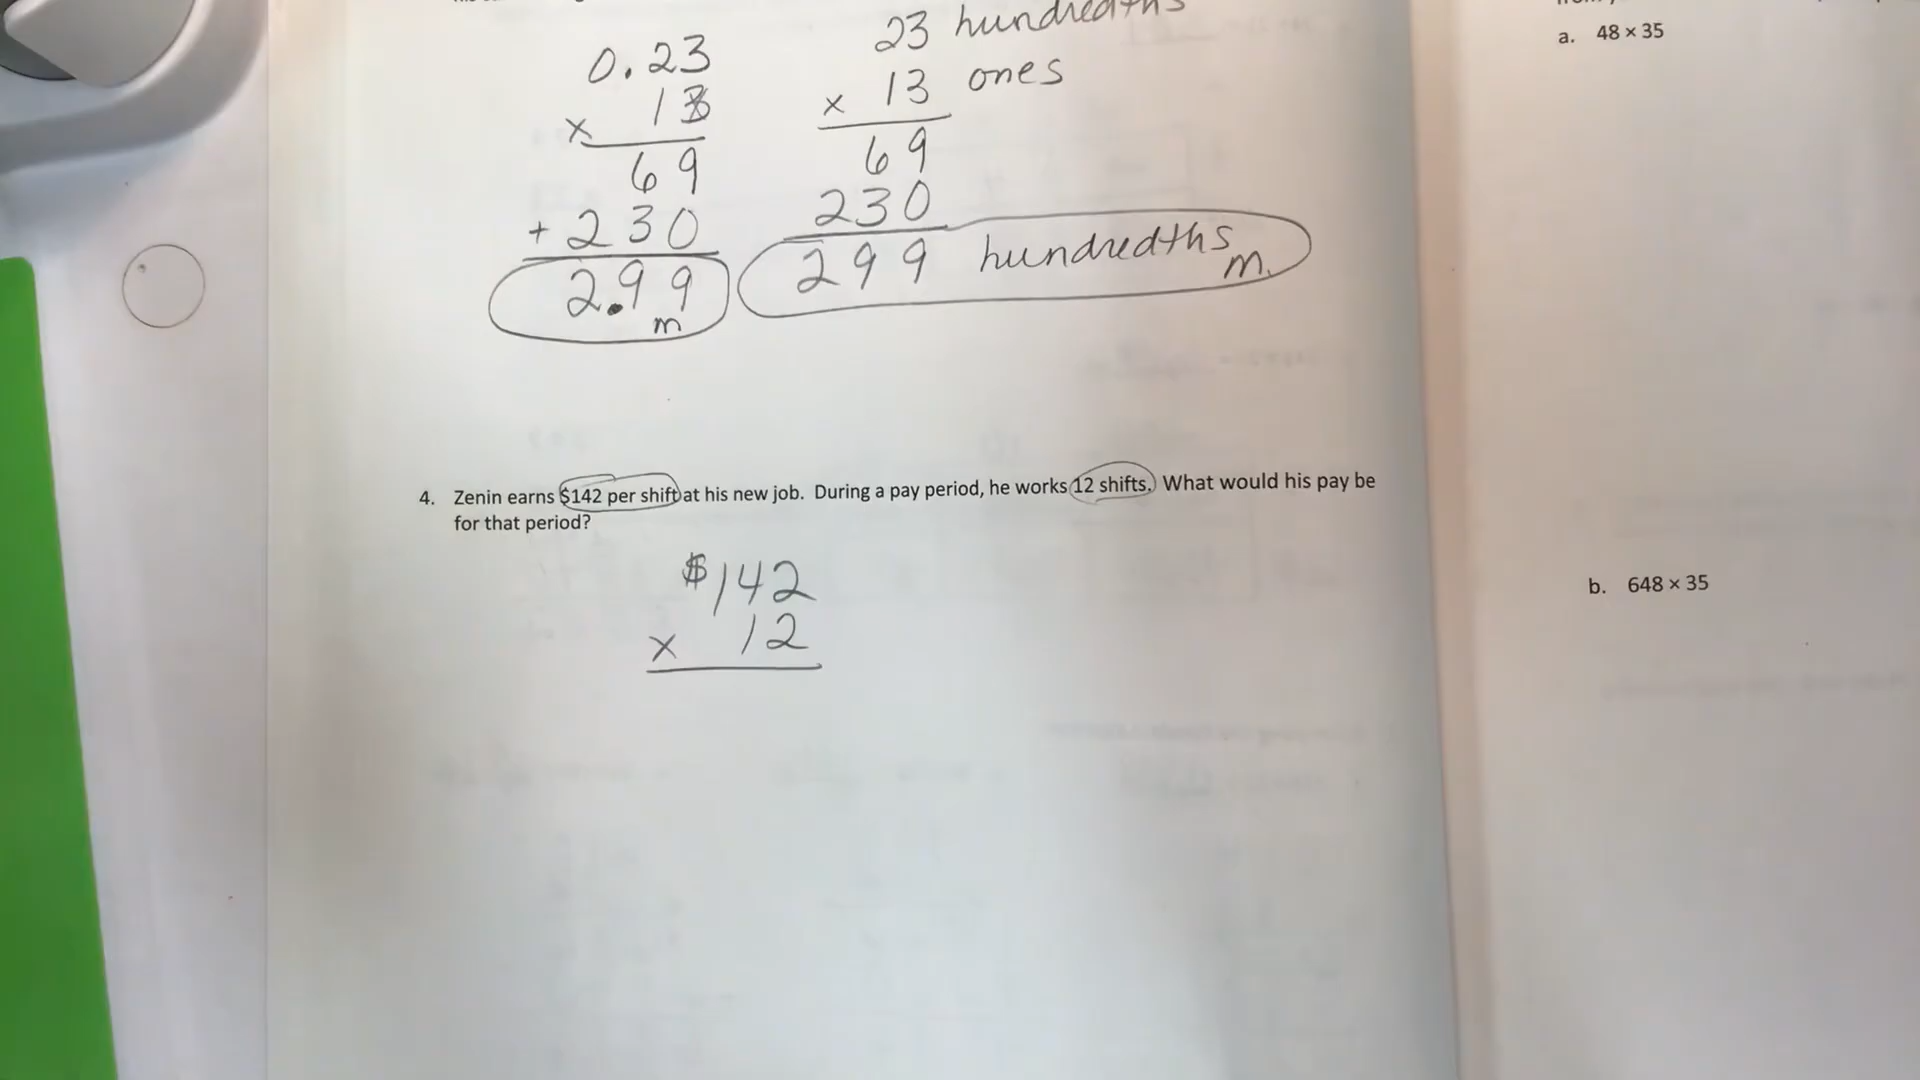 0.23
x 13
69
+ 230
2.99
m
23 hundredths
x 13 ones
69
230
299 hundredths
m.
4. Zenin earns $142 per shift at his new job. During a pay period, he works 12 shifts. What would his pay be
for that period?
$142
x 12
a. 48 × 35
b. 648 × 35